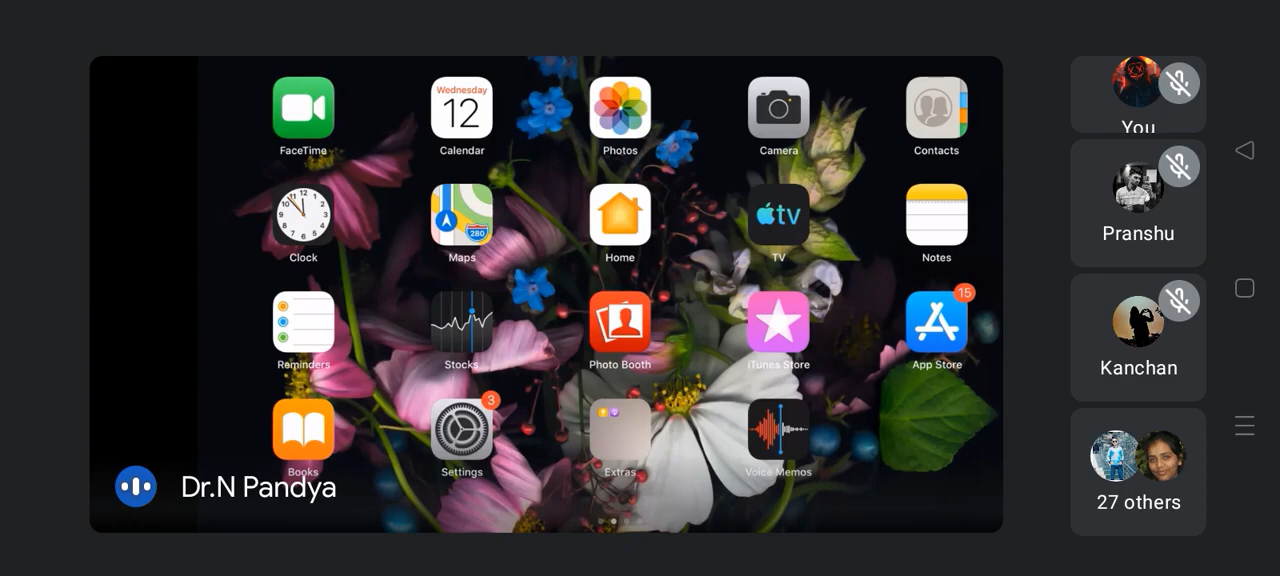 Wednesday
12
FaceTime
Calendar
Photos
Camera
Contacts
tv
280
Clock
Maps
Home
TV
Notes
15
Reminders
Stocks
Photo Booth
iTunes Store
App Store
3
Books
Settings
Extras
Voice Memos
Dr.N Pandya
You
Pranshu
Kanchan
27 others